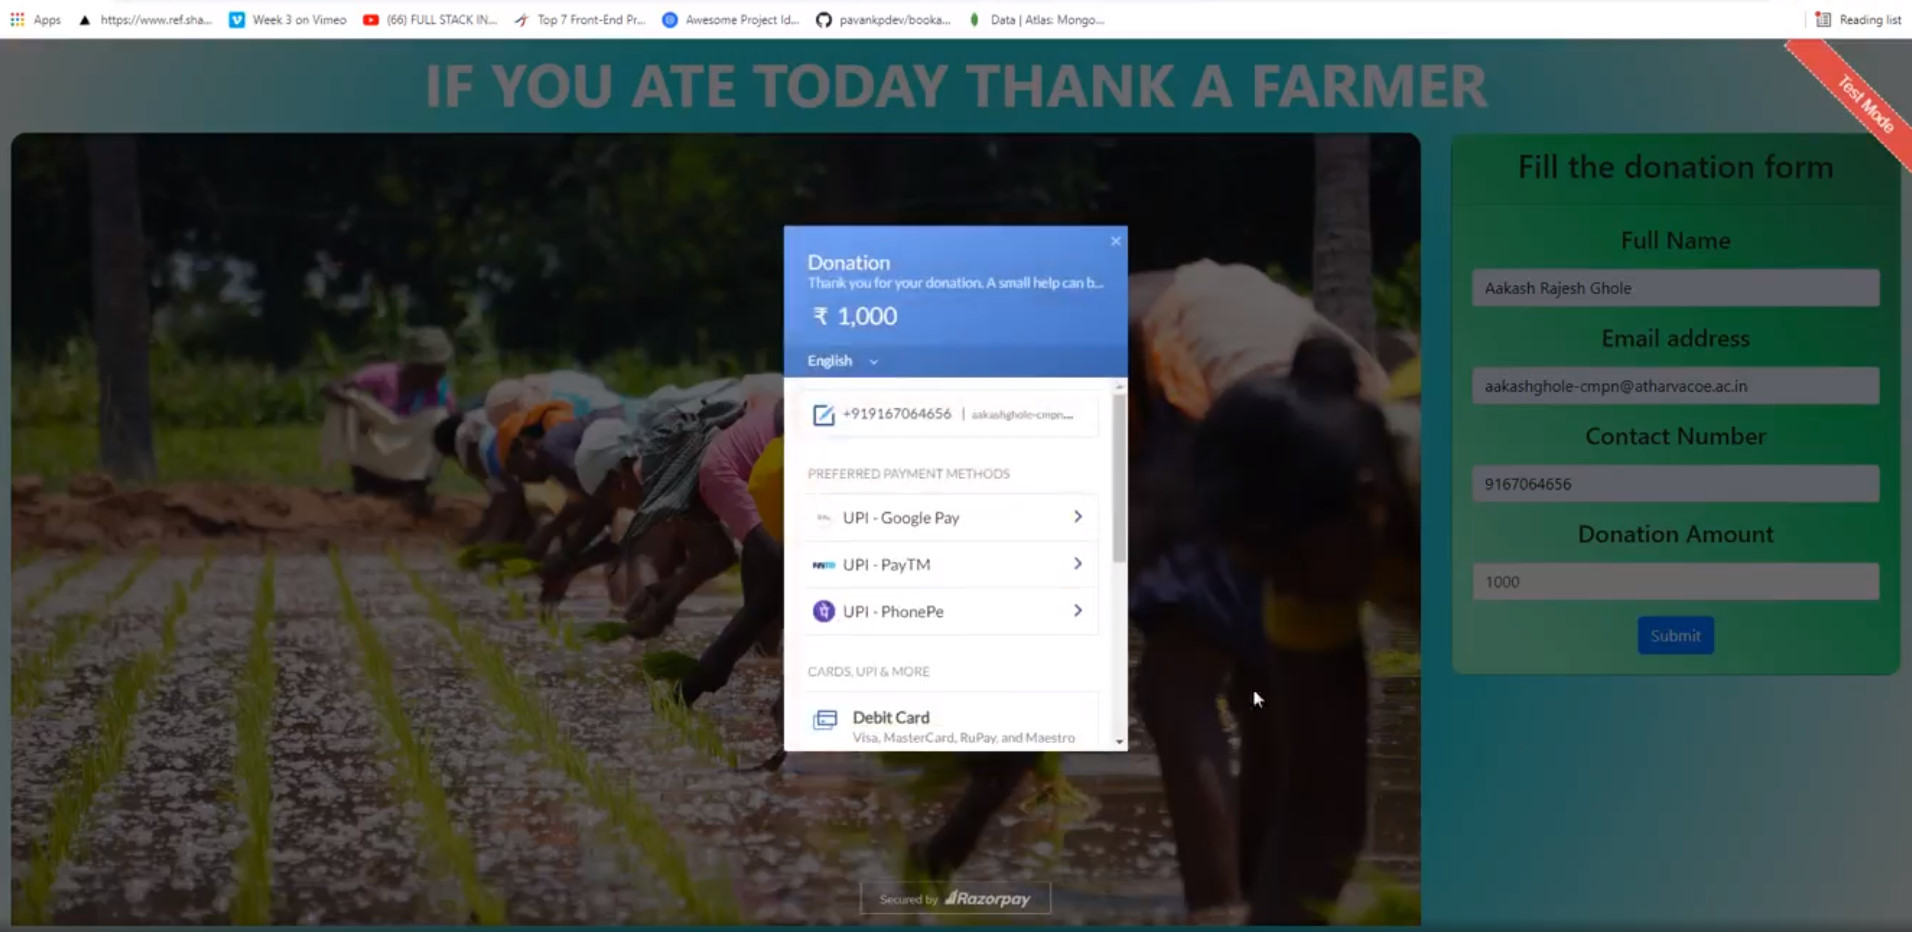 Apps
https://www.ref.sha...
Week 3 on Vimeo
(66) FULL STACK IN...
Top 7 Front-End Pr...
Awesome Project Id...
pavankpdev/booka...
Data | Atlas: Mongo...
Reading list
IF YOU ATE TODAY THANK A FARMER
Test Mode
Donation
Thank you for your donation. A small help can b...
₹ 1,000
English
+919167064656 | aakashghole-cmpn...
PREFERRED PAYMENT METHODS
UPI - Google Pay
UPI - PayTM
UPI - PhonePe
CARDS, UPI & MORE
Debit Card
Visa, MasterCard, RuPay, and Maestro
Secured by Razorpay
Fill the donation form
Full Name
Aakash Rajesh Ghole
Email address
aakashghole-cmpn@atharvacoe.ac.in
Contact Number
9167064656
Donation Amount
1000
Submit